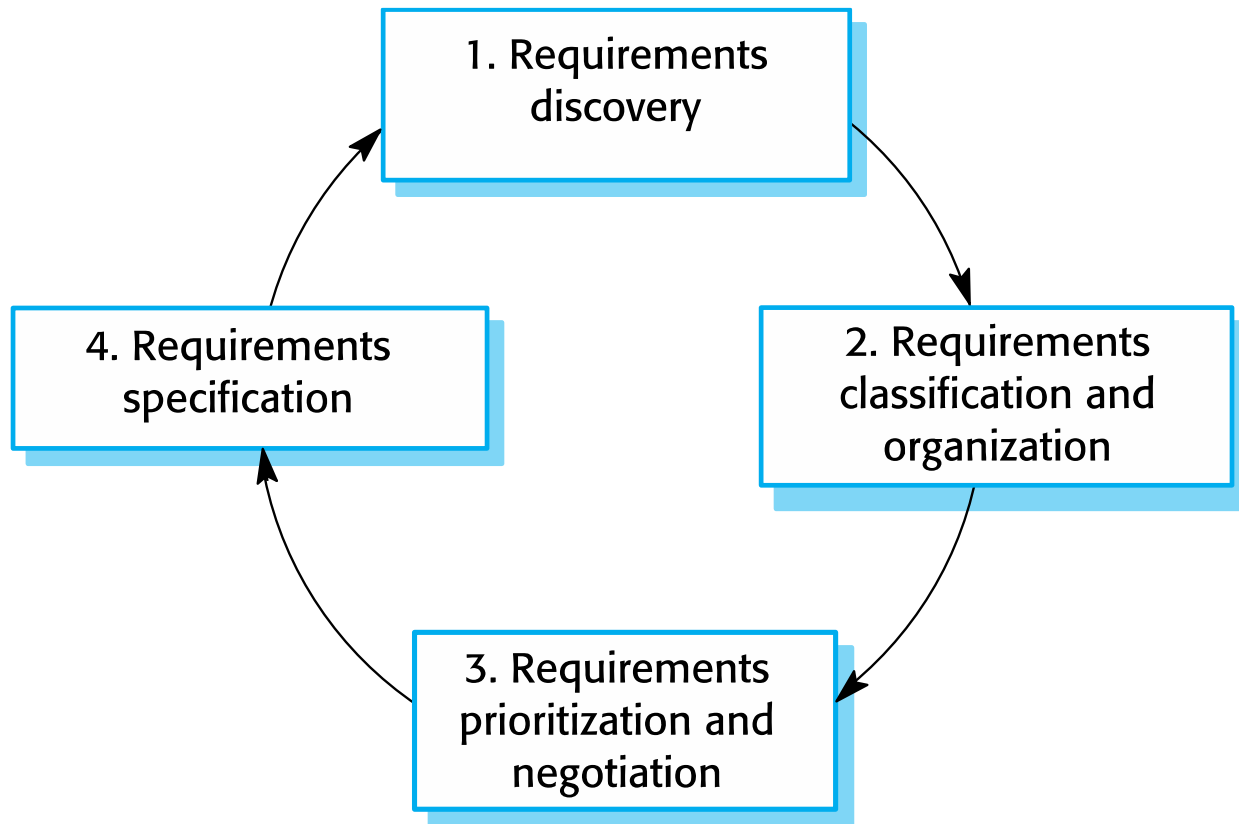 1. Requirements
discovery
2. Requirements
classification and
organization
3. Requirements
prioritization and
negotiation
4. Requirements
specification